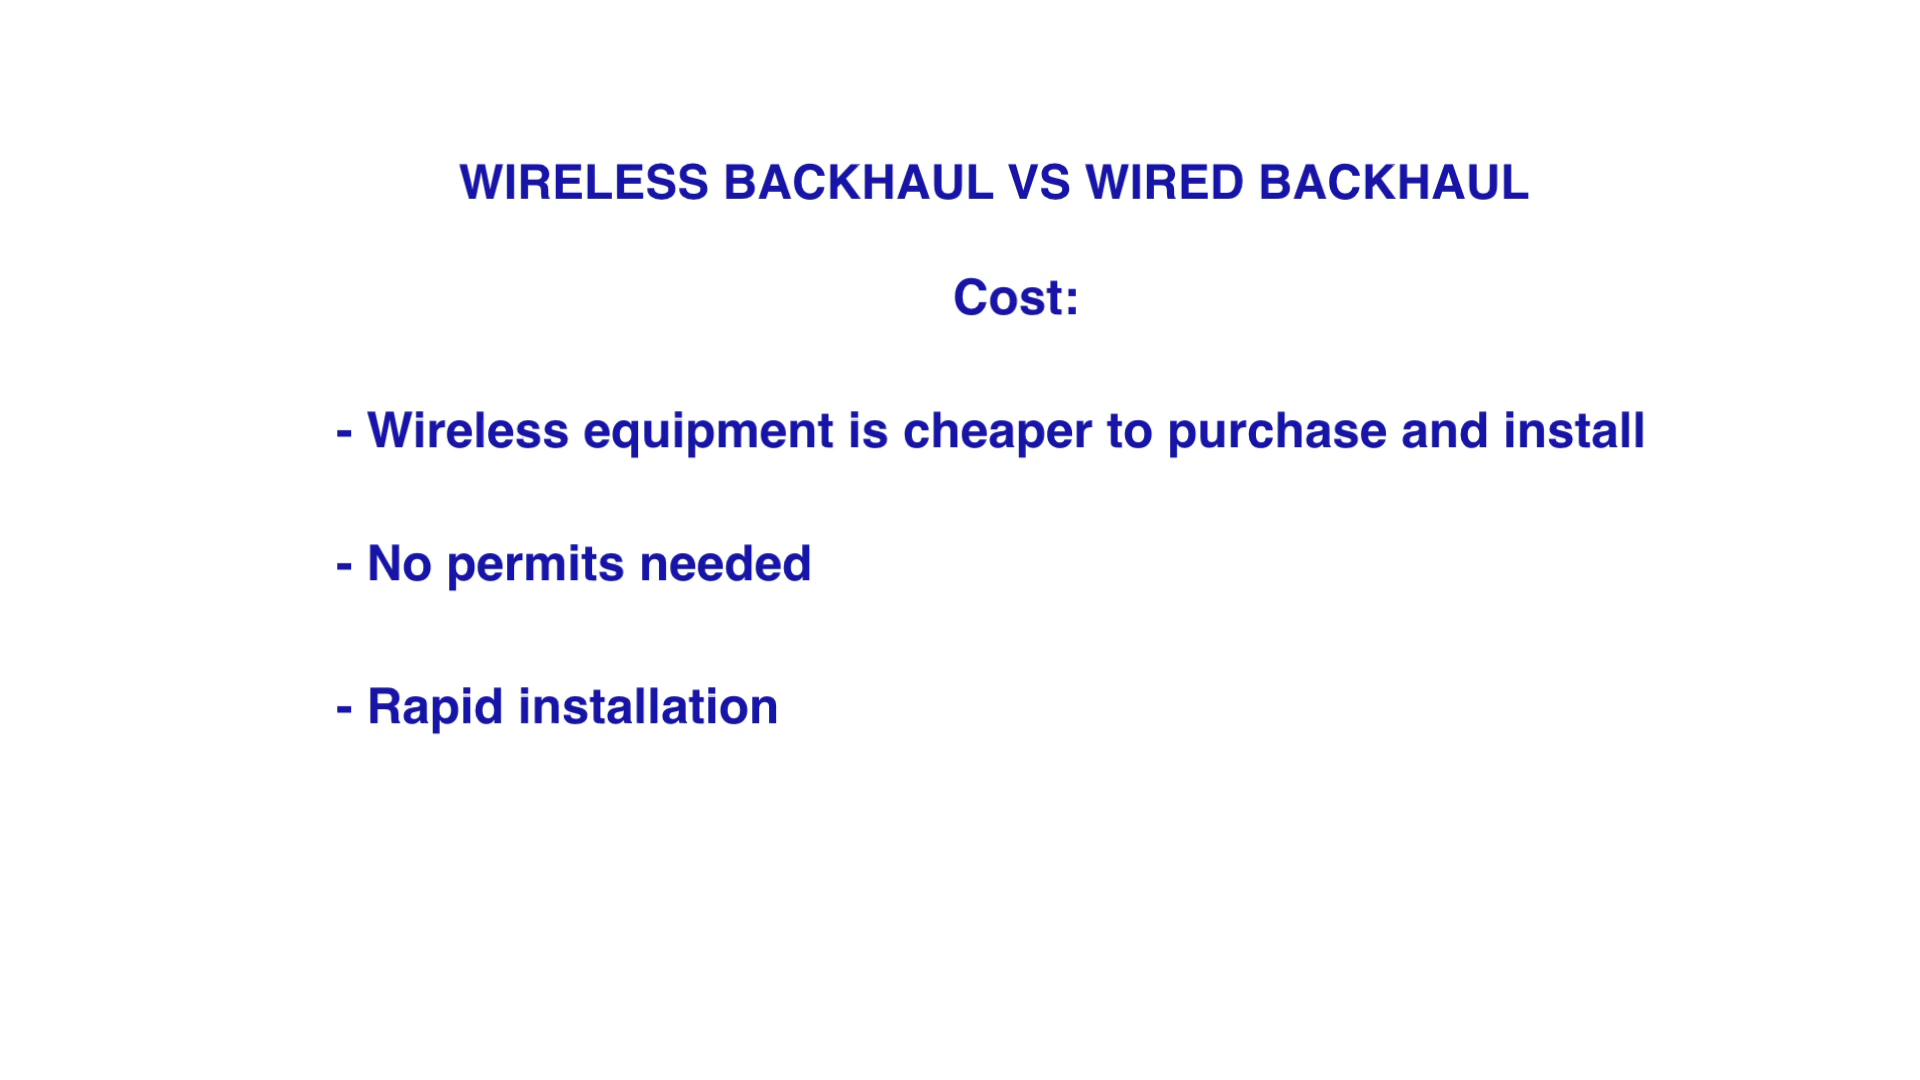 WIRELESS BACKHAUL VS WIRED BACKHAUL
Cost:
- Wireless equipment is cheaper to purchase and install
- No permits needed
- Rapid installation